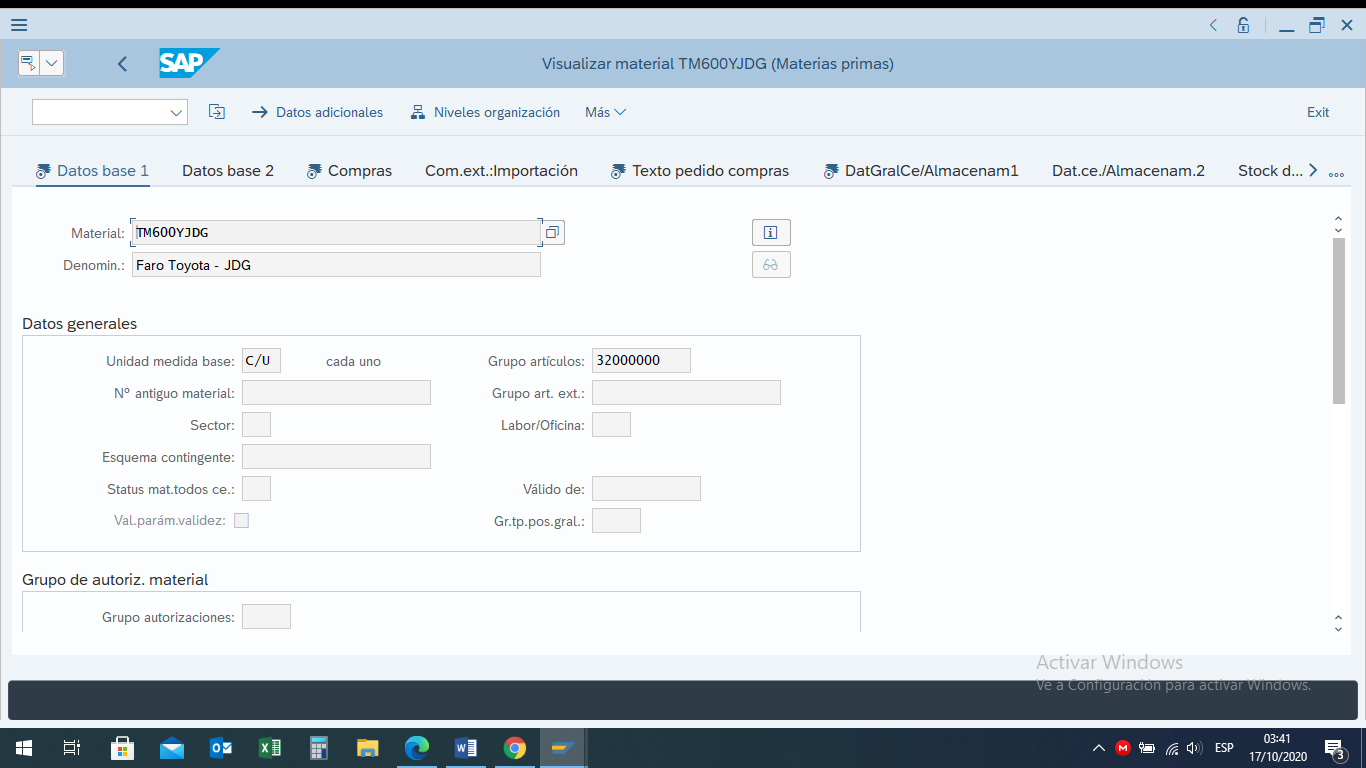 SAP
Visualizar material TM600YJDG (Materias primas)
Datos adicionales
Niveles organización
Más
Exit
Datos base 1
Datos base 2
Compras
Com.ext.:Importación
Texto pedido compras
DatGralCe/Almacenam1
Dat.ce./Almacenam.2
Stock d...
Material: TM600YJDG
Denomin.: Faro Toyota - JDG
Datos generales
Unidad medida base: C/U cada uno Grupo artículos: 32000000
Nº antiguo material: Grupo art. ext.:
Sector: Labor/Oficina:
Esquema contingente:
Status mat.todos ce.: Válido de:
Val.parám.validez: Gr.tp.pos.gral.:
Grupo de autoriz. material
Grupo autorizaciones:
Activar Windows
Ve a Configuración para activar Windows.
ESP
03:41
17/10/2020
3